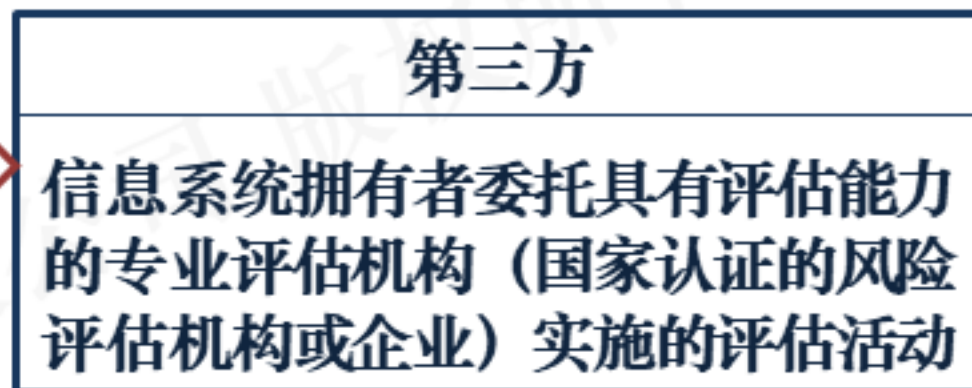 第三方
信息系统拥有者委托具有评估能力
的专业评估机构（国家认证的风险
评估机构或企业）实施的评估活动